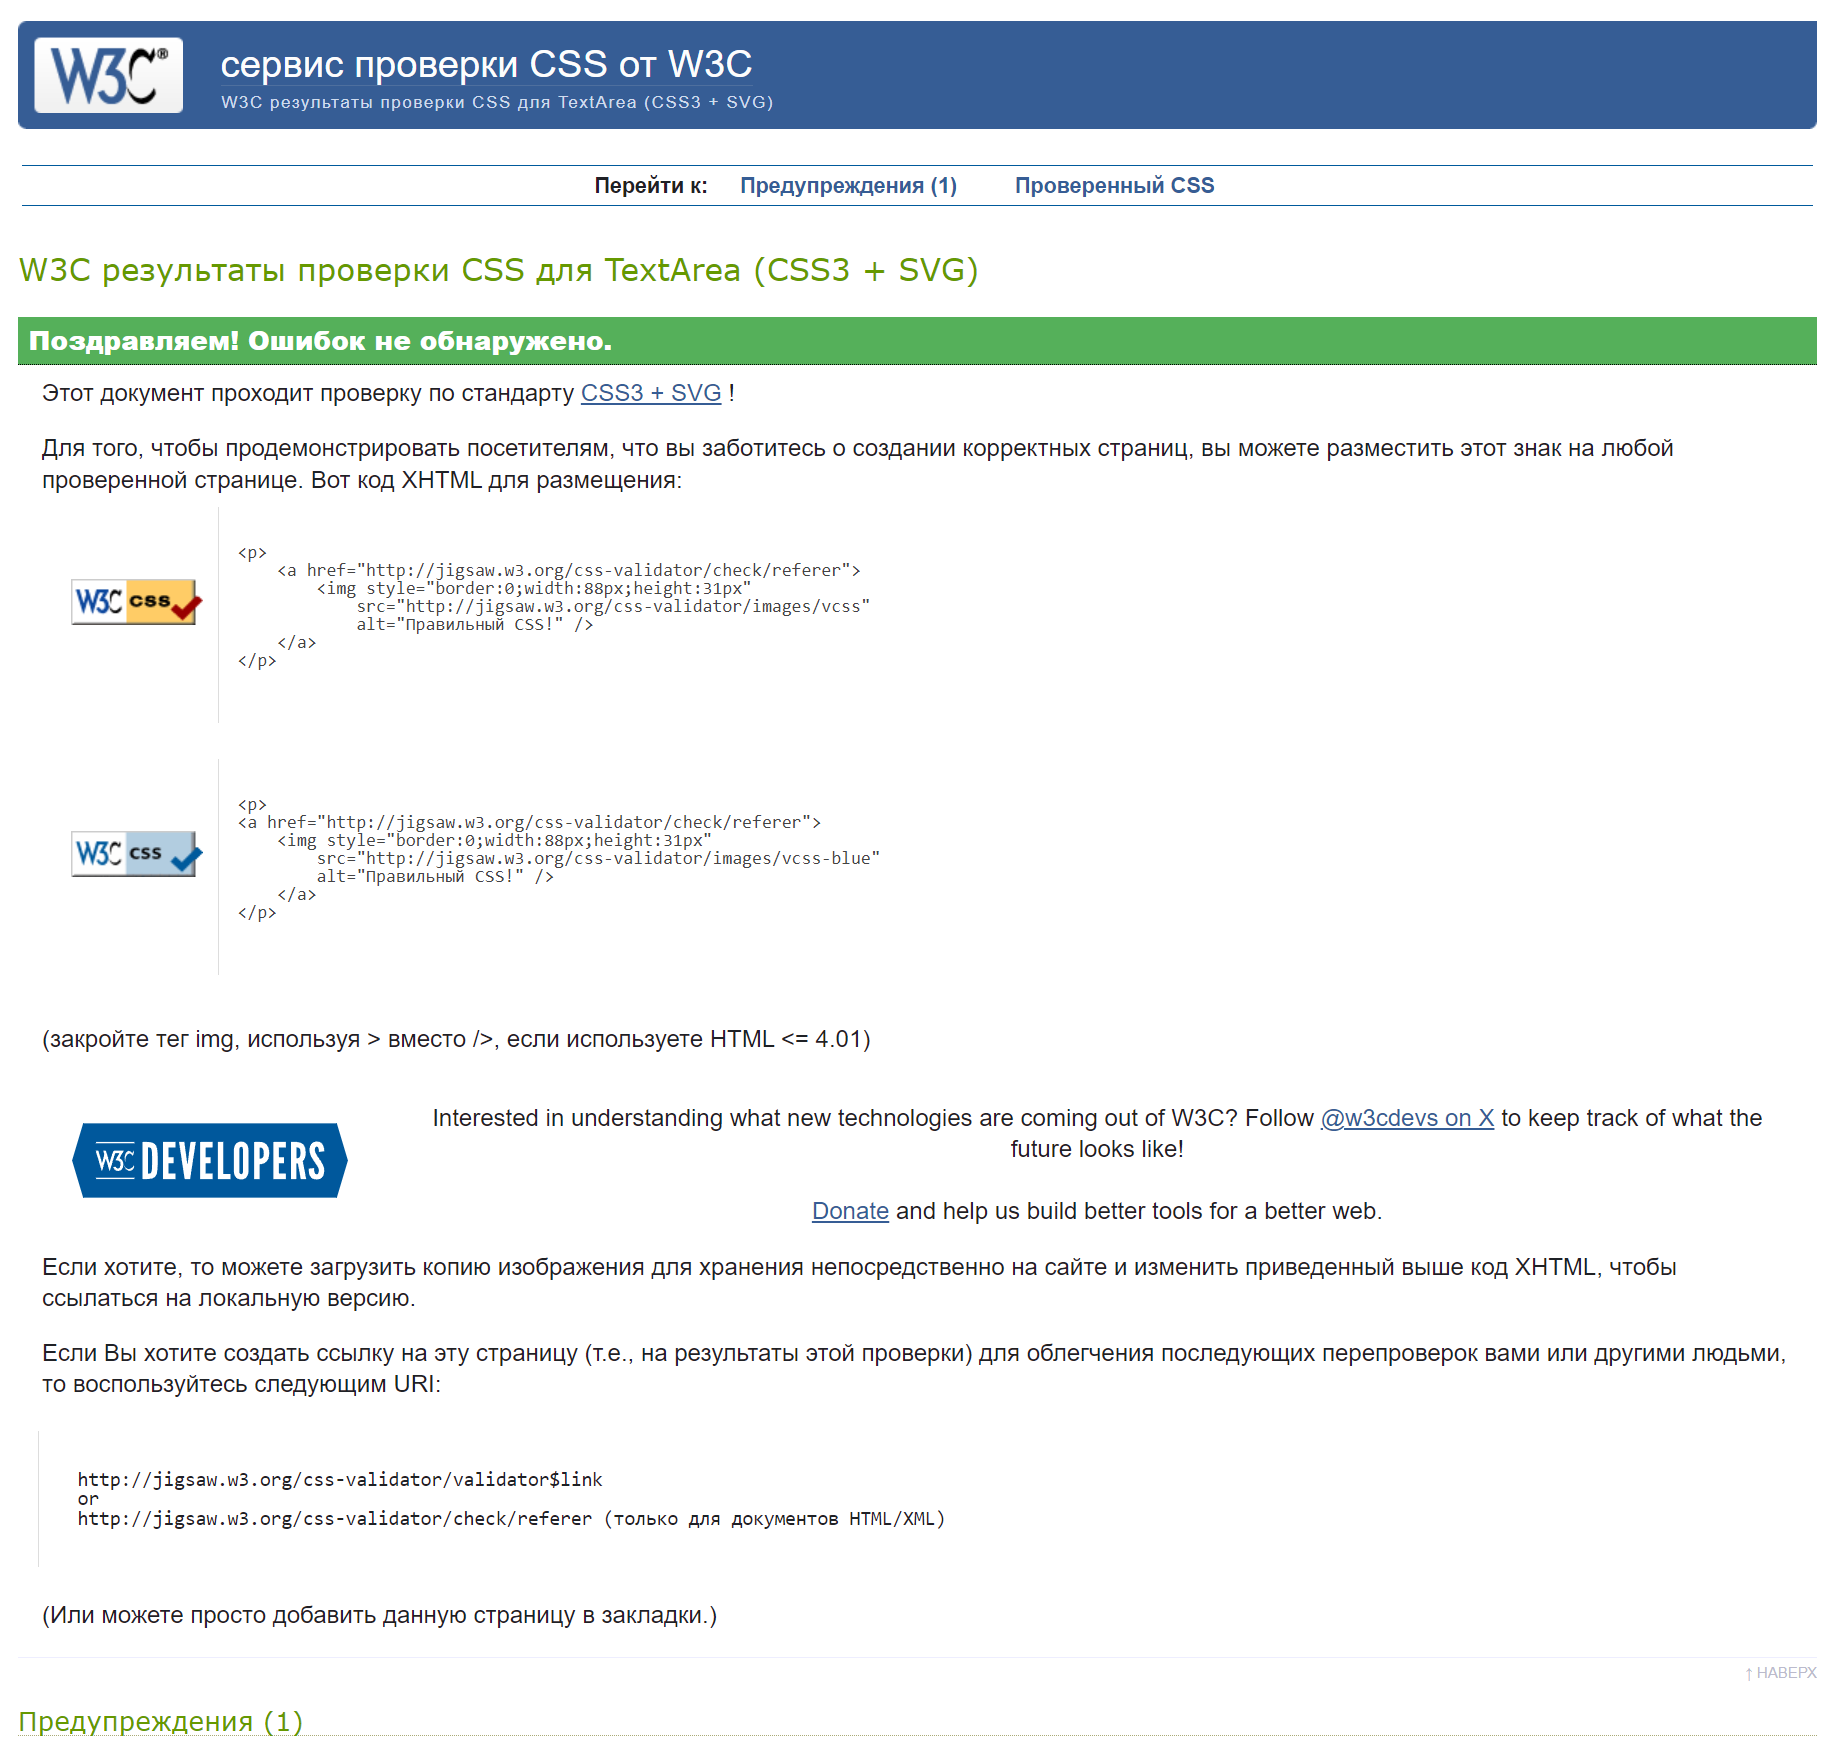 W3C®
сервис проверки CSS от W3C
W3C результаты проверки CSS для TextArea (CSS3 + SVG)
Перейти к: Предупреждения (1) Проверенный CSS
W3C результаты проверки CSS для TextArea (CSS3 + SVG)
Поздравляем! Ошибок не обнаружено.
Этот документ проходит проверку по стандарту CSS3 + SVG !
Для того, чтобы продемонстрировать посетителям, что вы заботитесь о создании корректных страниц, вы можете разместить этот знак на любой
проверенной странице. Вот код XHTML для размещения:
W3C css
<p>
<a href="http://jigsaw.w3.org/css-validator/check/referer">
<img style="border:0;width:88px;height:31px"
src="http://jigsaw.w3.org/css-validator/images/vcss"
alt="Правильный CSS!" />
</a>
</p>
W3C css
<p>
<a href="http://jigsaw.w3.org/css-validator/check/referer">
<img style="border:0;width:88px;height:31px"
src="http://jigsaw.w3.org/css-validator/images/vcss-blue"
alt="Правильный CSS!" />
</a>
</p>
(закройте тег img, используя > вместо />, если используете HTML <= 4.01)
W3C DEVELOPERS
Interested in understanding what new technologies are coming out of W3C? Follow @w3cdevs on X to keep track of what the
future looks like!
Donate and help us build better tools for a better web.
Если хотите, то можете загрузить копию изображения для хранения непосредственно на сайте и изменить приведенный выше код XHTML, чтобы
ссылаться на локальную версию.
Если Вы хотите создать ссылку на эту страницу (т.е., на результаты этой проверки) для облегчения последующих перепроверок вами или другими людьми,
то воспользуйтесь следующим URI:
http://jigsaw.w3.org/css-validator/validator$link
or
http://jigsaw.w3.org/css-validator/check/referer (только для документов HTML/XML)
(Или можете просто добавить данную страницу в закладки.)
↑ НАВЕРХ
Предупреждения (1)